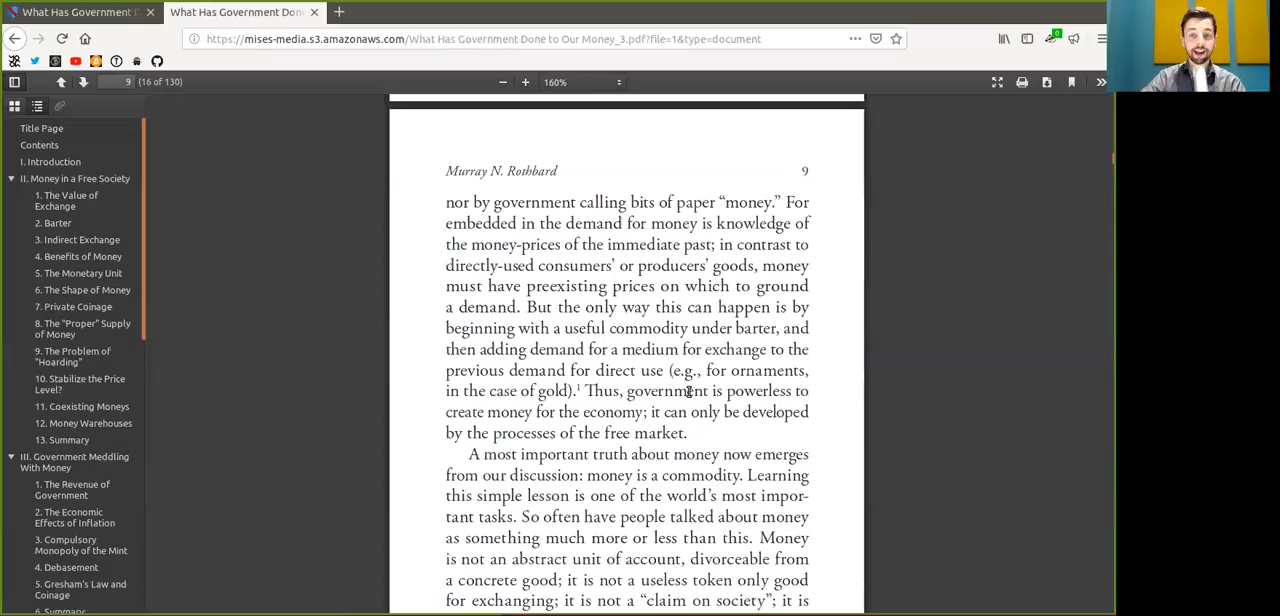 What Has Government D
What Has Government Don
https://mises-media.s3.amazonaws.com/What Has Government Done to Our Money_3.pdf?file=1&type=document
0
9
(16 of 130)
160%
Title Page
Contents
I. Introduction
II. Money in a Free Society
1. The Value of
Exchange
2. Barter
3. Indirect Exchange
4. Benefits of Money
5. The Monetary Unit
6. The Shape of Money
7. Private Coinage
8. The "Proper" Supply
of Money
9. The Problem of
"Hoarding"
10. Stabilize the Price
Level?
11. Coexisting Moneys
12. Money Warehouses
13. Summary
III. Government Meddling
With Money
1. The Revenue of
Government
2. The Economic
Effects of Inflation
3. Compulsory
Monopoly of the Mint
4. Debasement
5. Gresham's Law and
Coinage
6. Summary
Murray N. Rothbard 9
nor by government calling bits of paper “money.” For
embedded in the demand for money is knowledge of
the money-prices of the immediate past; in contrast to
directly-used consumers’ or producers’ goods, money
must have preexisting prices on which to ground
a demand. But the only way this can happen is by
beginning with a useful commodity under barter, and
then adding demand for a medium for exchange to the
previous demand for direct use (e.g., for ornaments,
in the case of gold).¹ Thus, government is powerless to
create money for the economy; it can only be developed
by the processes of the free market.
A most important truth about money now emerges
from our discussion: money is a commodity. Learning
this simple lesson is one of the world’s most impor-
tant tasks. So often have people talked about money
as something much more or less than this. Money
is not an abstract unit of account, divorceable from
a concrete good; it is not a useless token only good
for exchanging; it is not a “claim on society”; it is